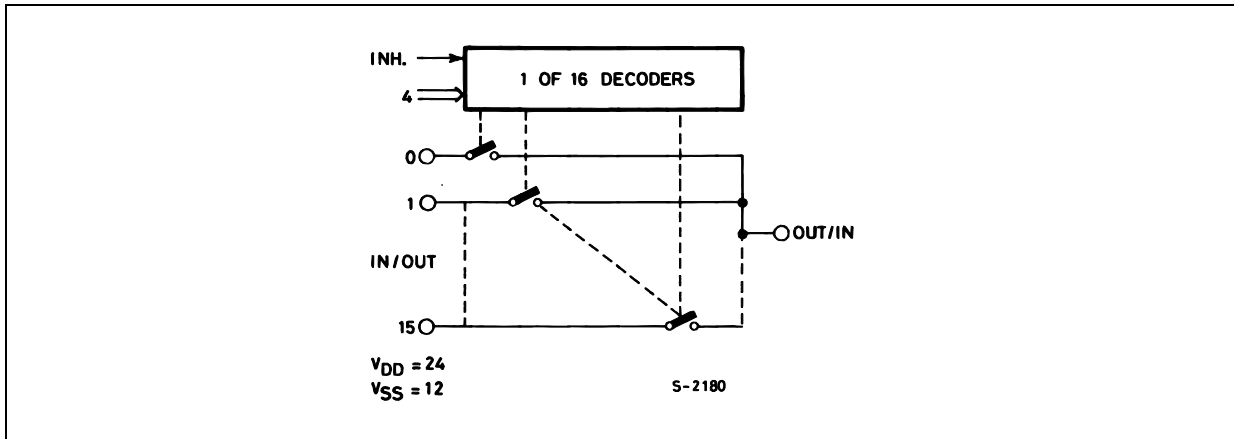 INH.
1 OF 16 DECODERS
4
0
1
OUT/IN
IN/OUT
15
VDD = 24
VSS = 12
S-2180